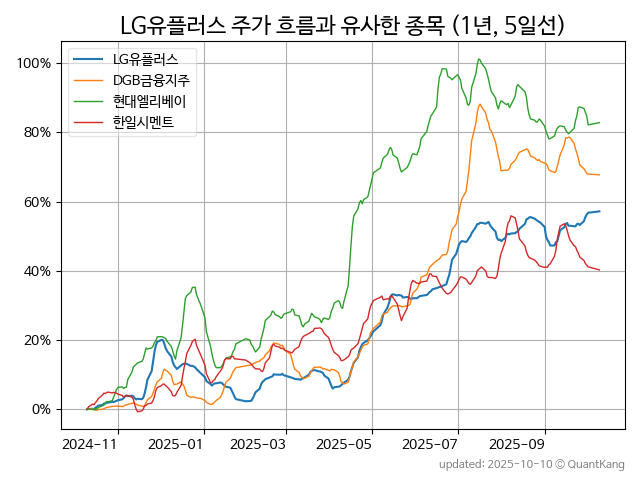 LG유플러스 주가 흐름과 유사한 종목 (1년, 5일선)
LG유플러스
DGB금융지주
현대엘리베이
한일시멘트
100%
80%
60%
40%
20%
0%
2024-11
2025-01
2025-03
2025-05
2025-07
2025-09
updated: 2025-10-10 © QuantKang